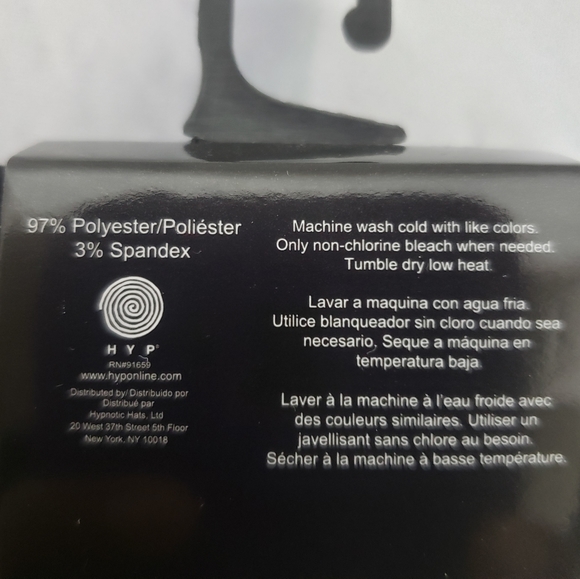 97% Polyester/Poliéster
3% Spandex
HYP®
RN#91659
www.hyponline.com
Distributed by/ Distribuido por
Distribué par
Hypnotic Hats, Ltd
20 West 37th Street 5th Floor
New York, NY 10018
Machine wash cold with like colors.
Only non-chlorine bleach when needed.
Tumble dry low heat.
Lavar a maquina con agua fria.
Utilice blanqueador sin cloro cuando sea
necesario. Seque a máquina en
temperatura baja.
Laver à la machine à l'eau froide avec
des couleurs similaires. Utiliser un
javellisant sans chlore au besoin.
Sécher à la machine à basse température.